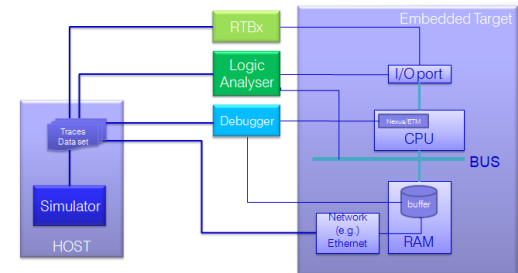 RTBx
Embedded Target
Logic
Analyser
I/O port
Debugger
Nexus/ETM
CPU
Traces
Data set
BUS
Simulator
buffer
Network
(e.g.)
Ethernet
RAM
HOST